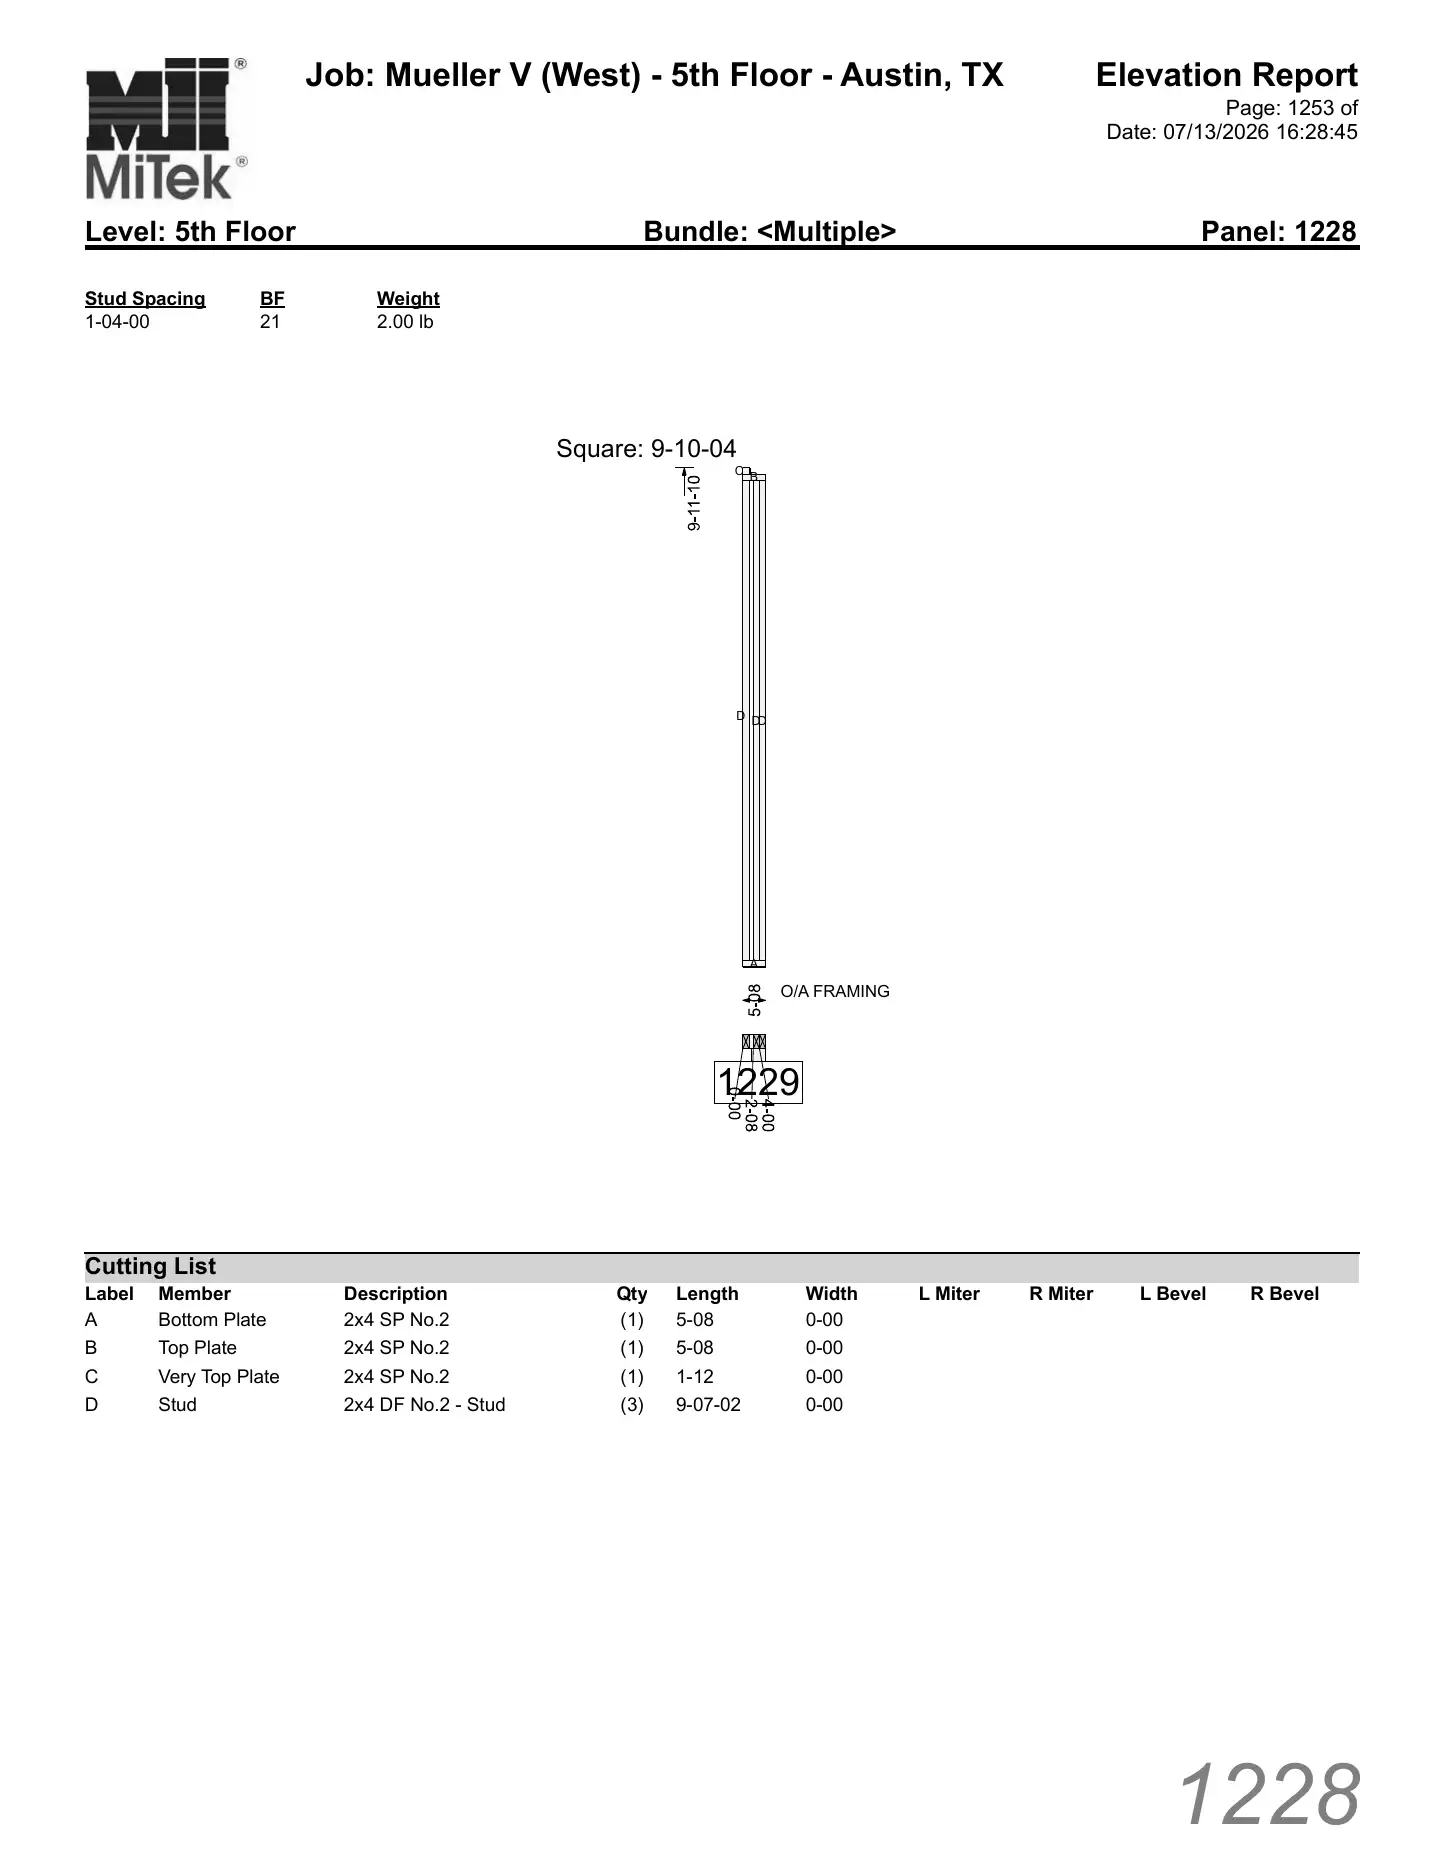 Job: Mueller V (West) - 5th Floor - Austin, TX
Elevation Report
Page: 1253 of
Date: 07/13/2026 16:28:45
MiTek®
Level: 5th Floor Bundle: <Multiple> Panel: 1228
Stud Spacing BF Weight
1-04-00 21 2.00 lb
Square: 9-10-04
C
B
9-11-10
D
D
D
A
5-08
O/A FRAMING
1229
0-00
2-08
4-00
Cutting List
Label Member Description Qty Length Width L Miter R Miter L Bevel R Bevel
A Bottom Plate 2x4 SP No.2 (1) 5-08 0-00
B Top Plate 2x4 SP No.2 (1) 5-08 0-00
C Very Top Plate 2x4 SP No.2 (1) 1-12 0-00
D Stud 2x4 DF No.2 - Stud (3) 9-07-02 0-00
1228